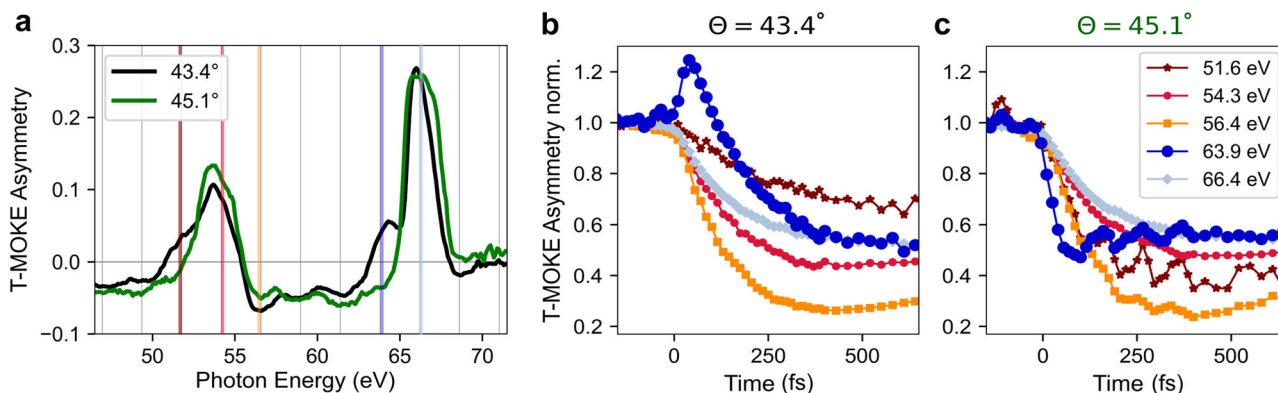 a
T-MOKE Asymmetry
0.3
0.2
0.1
0.0
−0.1
43.4°
45.1°
50 55 60 65 70
Photon Energy (eV)
b
Θ = 43.4°
T-MOKE Asymmetry norm.
1.2
1.0
0.8
0.6
0.4
0.2
0 250 500
Time (fs)
c
Θ = 45.1°
1.2
1.0
0.8
0.6
0.4
0.2
51.6 eV
54.3 eV
56.4 eV
63.9 eV
66.4 eV
0 250 500
Time (fs)